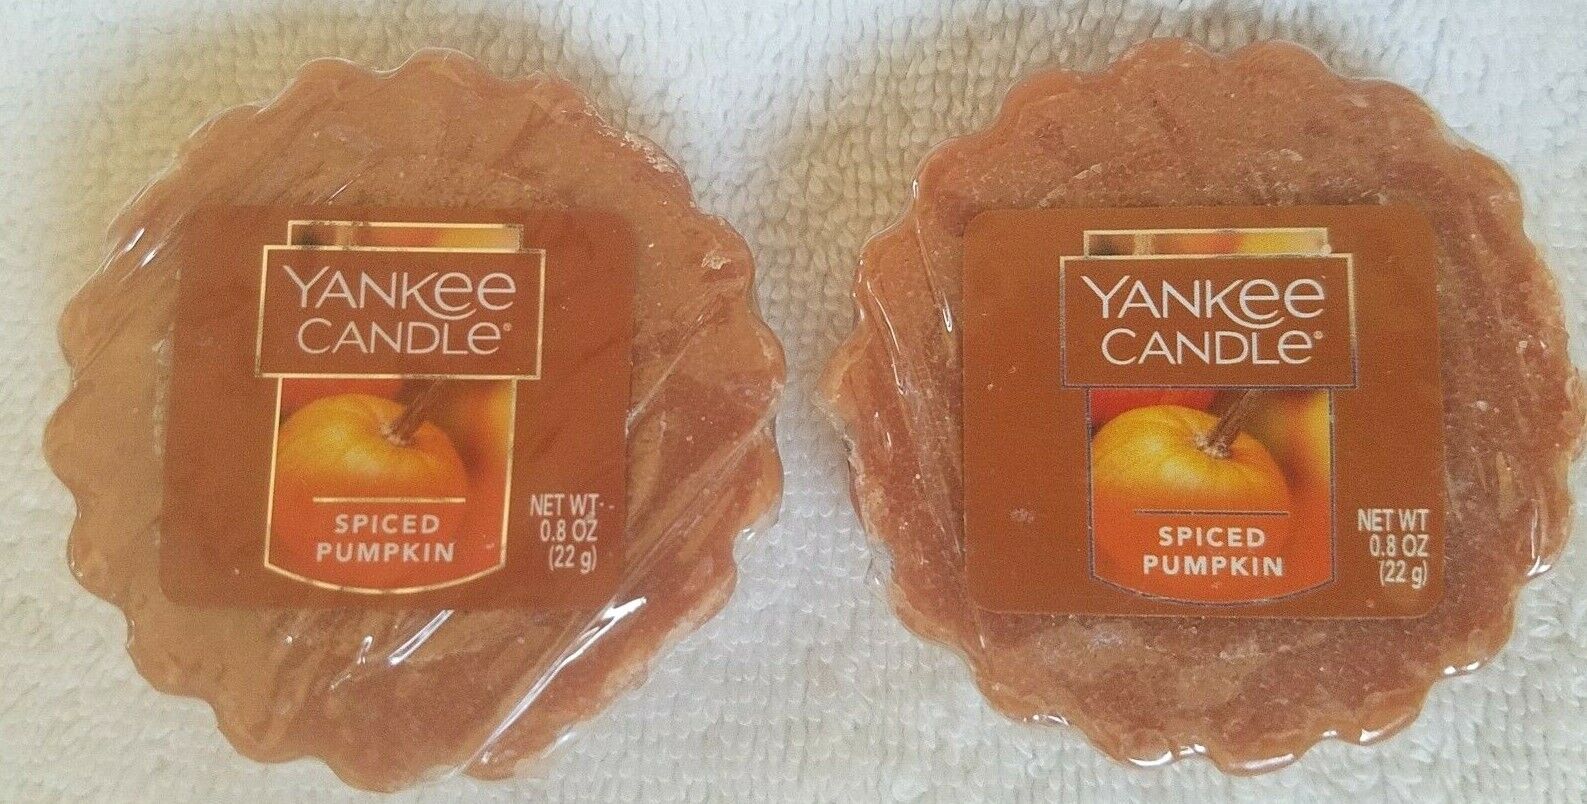 YANKEE
CANDLE®
SPICED
PUMPKIN
NET WT
0.8 OZ
(22 g)
YANKEE
CANDLE®
SPICED
PUMPKIN
NET WT
0.8 OZ
(22 g)